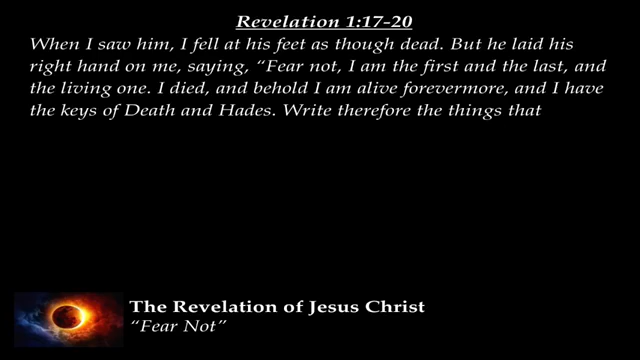 Revelation 1:17-20
When I saw him, I fell at his feet as though dead. But he laid his
right hand on me, saying, “Fear not, I am the first and the last, and
the living one. I died, and behold I am alive forevermore, and I have
the keys of Death and Hades. Write therefore the things that
The Revelation of Jesus Christ
“Fear Not”